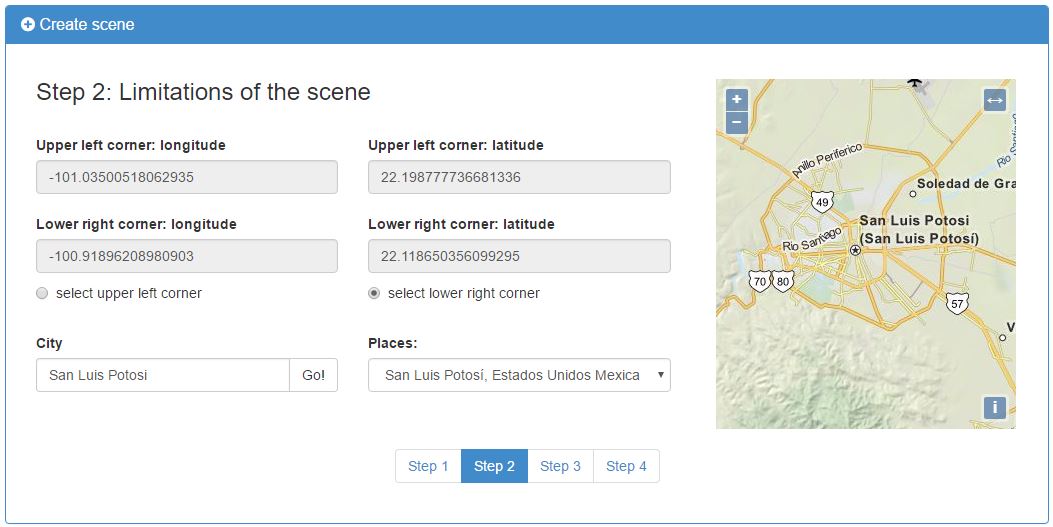 Create scene
Step 2: Limitations of the scene
Upper left corner: longitude
Upper left corner: latitude
-101.03500518062935
22.198777736681336
Lower right corner: longitude
Lower right corner: latitude
-100.91896208980903
22.118650356099295
select upper left corner
select lower right corner
City
Places:
San Luis Potosi
Go!
San Luis Potosí, Estados Unidos Mexica
+
−
Anillo Periferico
Soledad de Gra
49
San Luis Potosi
(San Luis Potosí)
Rio Santiago
70
80
57
V
i
Step 1
Step 2
Step 3
Step 4